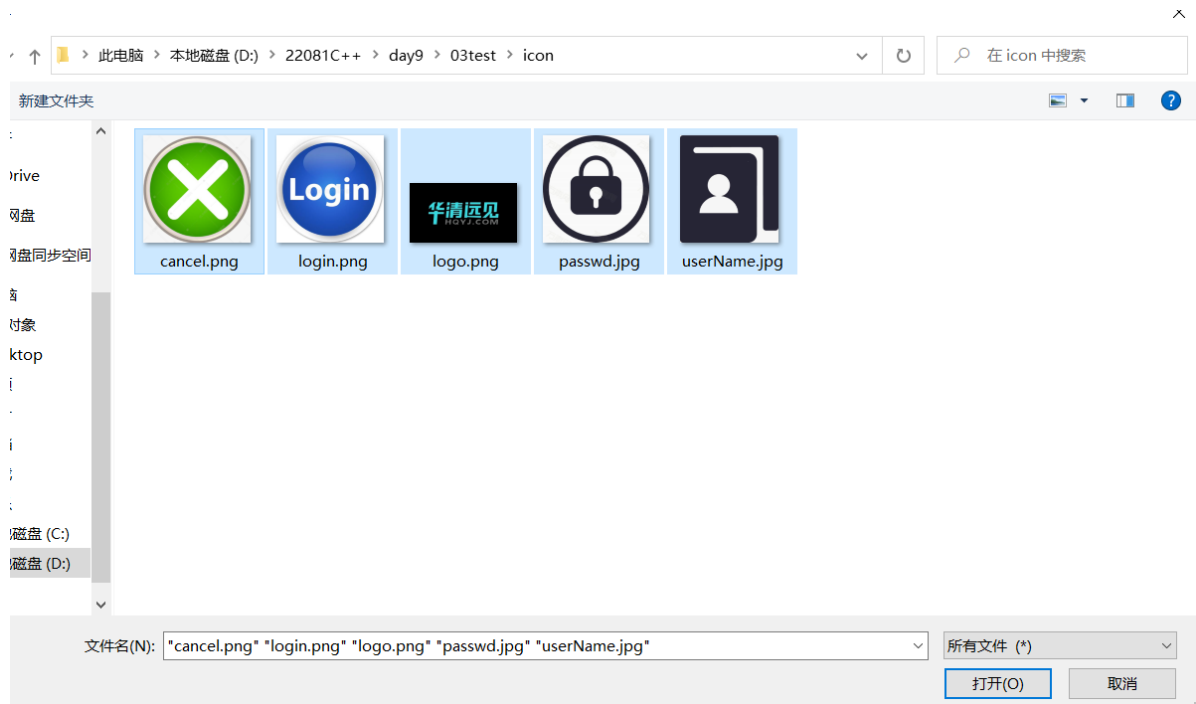 此电脑 > 本地磁盘 (D:) > 22081C++ > day9 > 03test > icon
在 icon 中搜索
新建文件夹
?
Drive
网盘
网盘同步空间
脑
对象
ktop
磁盘 (C:)
磁盘 (D:)
Login
华清远见
HQYJ.COM
cancel.png
login.png
logo.png
passwd.jpg
userName.jpg
文件名(N):
"cancel.png" "login.png" "logo.png" "passwd.jpg" "userName.jpg"
所有文件 (*)
打开(O)
取消